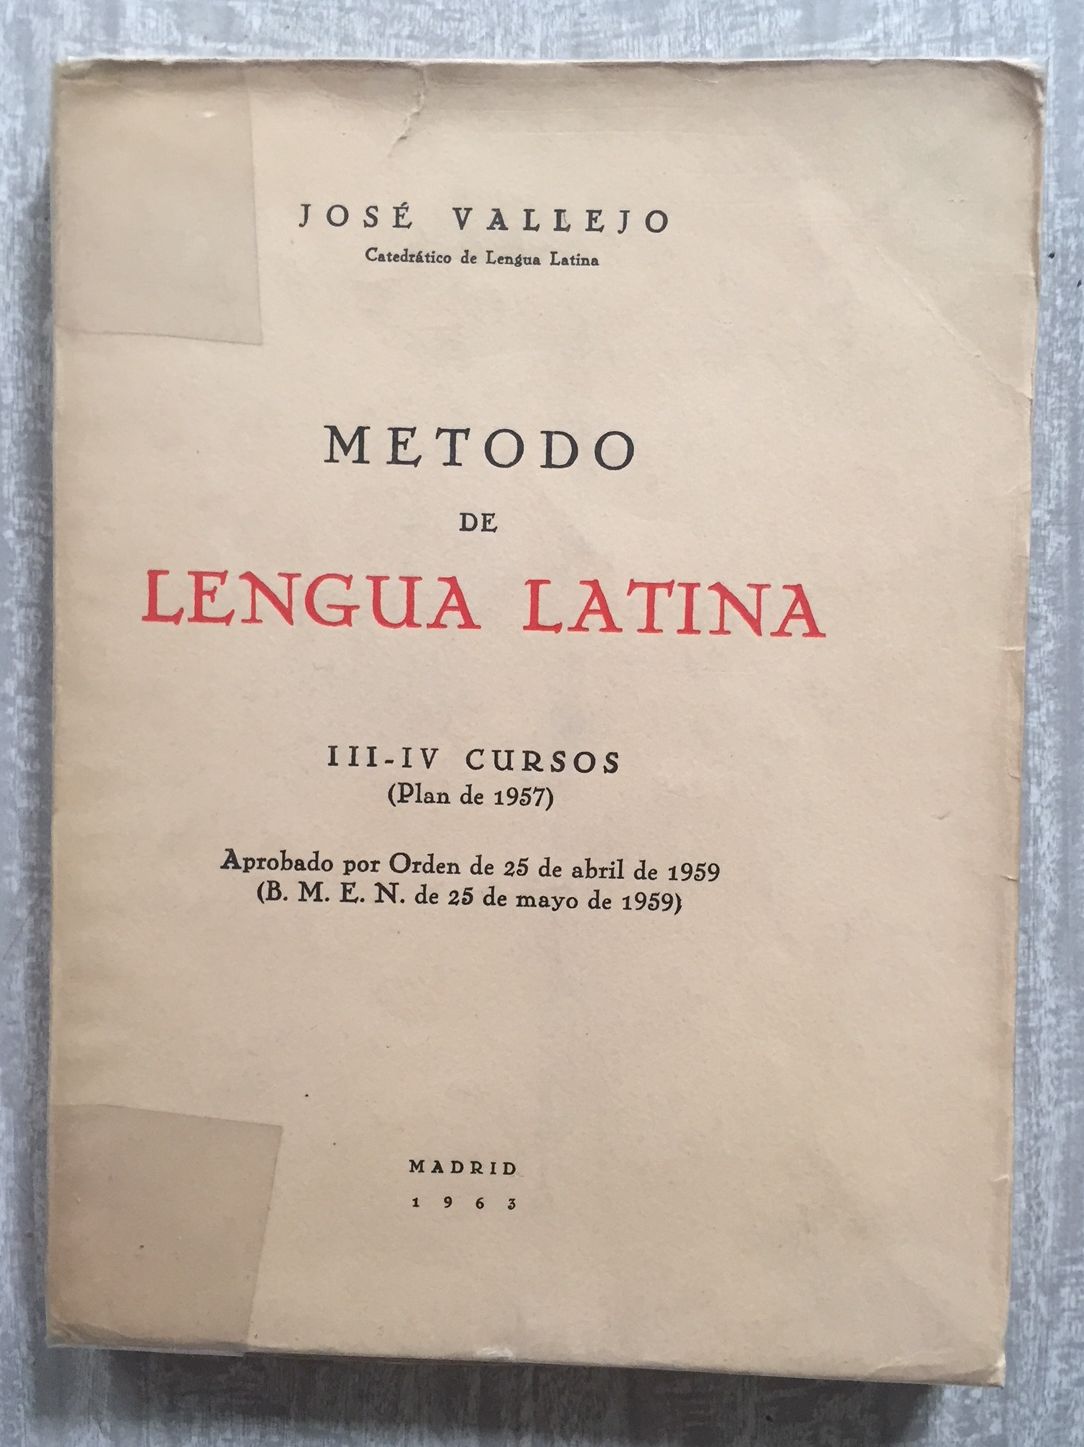 JOSÉ VALLEJO
Catedrático de Lengua Latina
METODO
DE
LENGUA LATINA
III-IV CURSOS
(Plan de 1957)
Aprobado por Orden de 25 de abril de 1959
(B. M. E. N. de 25 de mayo de 1959)
MADRID
1963